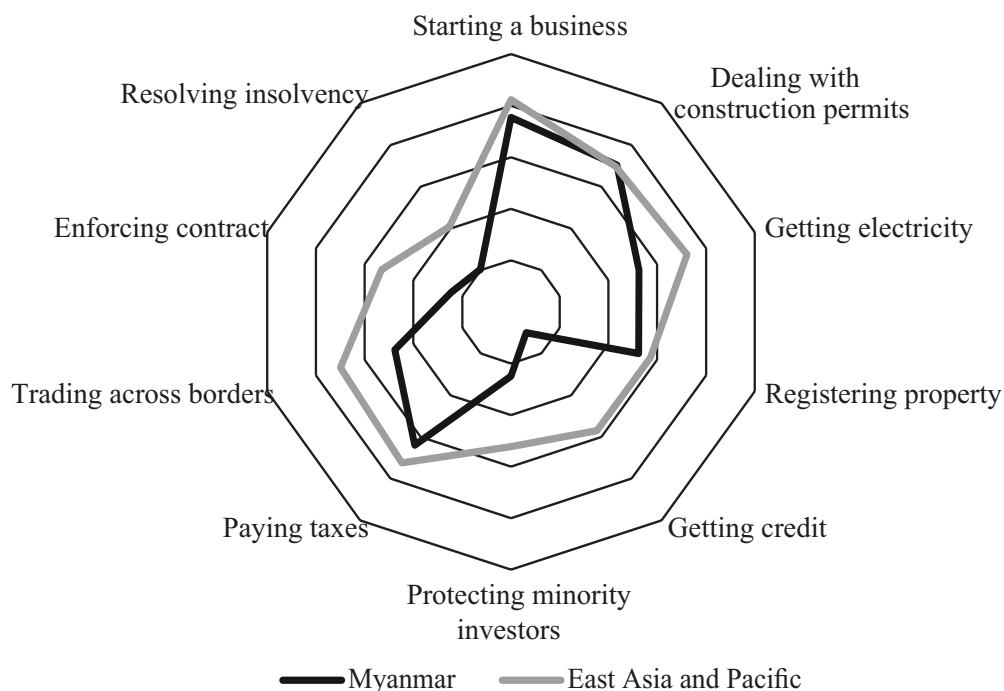 Starting a business
Dealing with
construction permits
Resolving insolvency
Enforcing contract
Getting electricity
Trading across borders
Registering property
Paying taxes
Getting credit
Protecting minority
investors
Myanmar
East Asia and Pacific